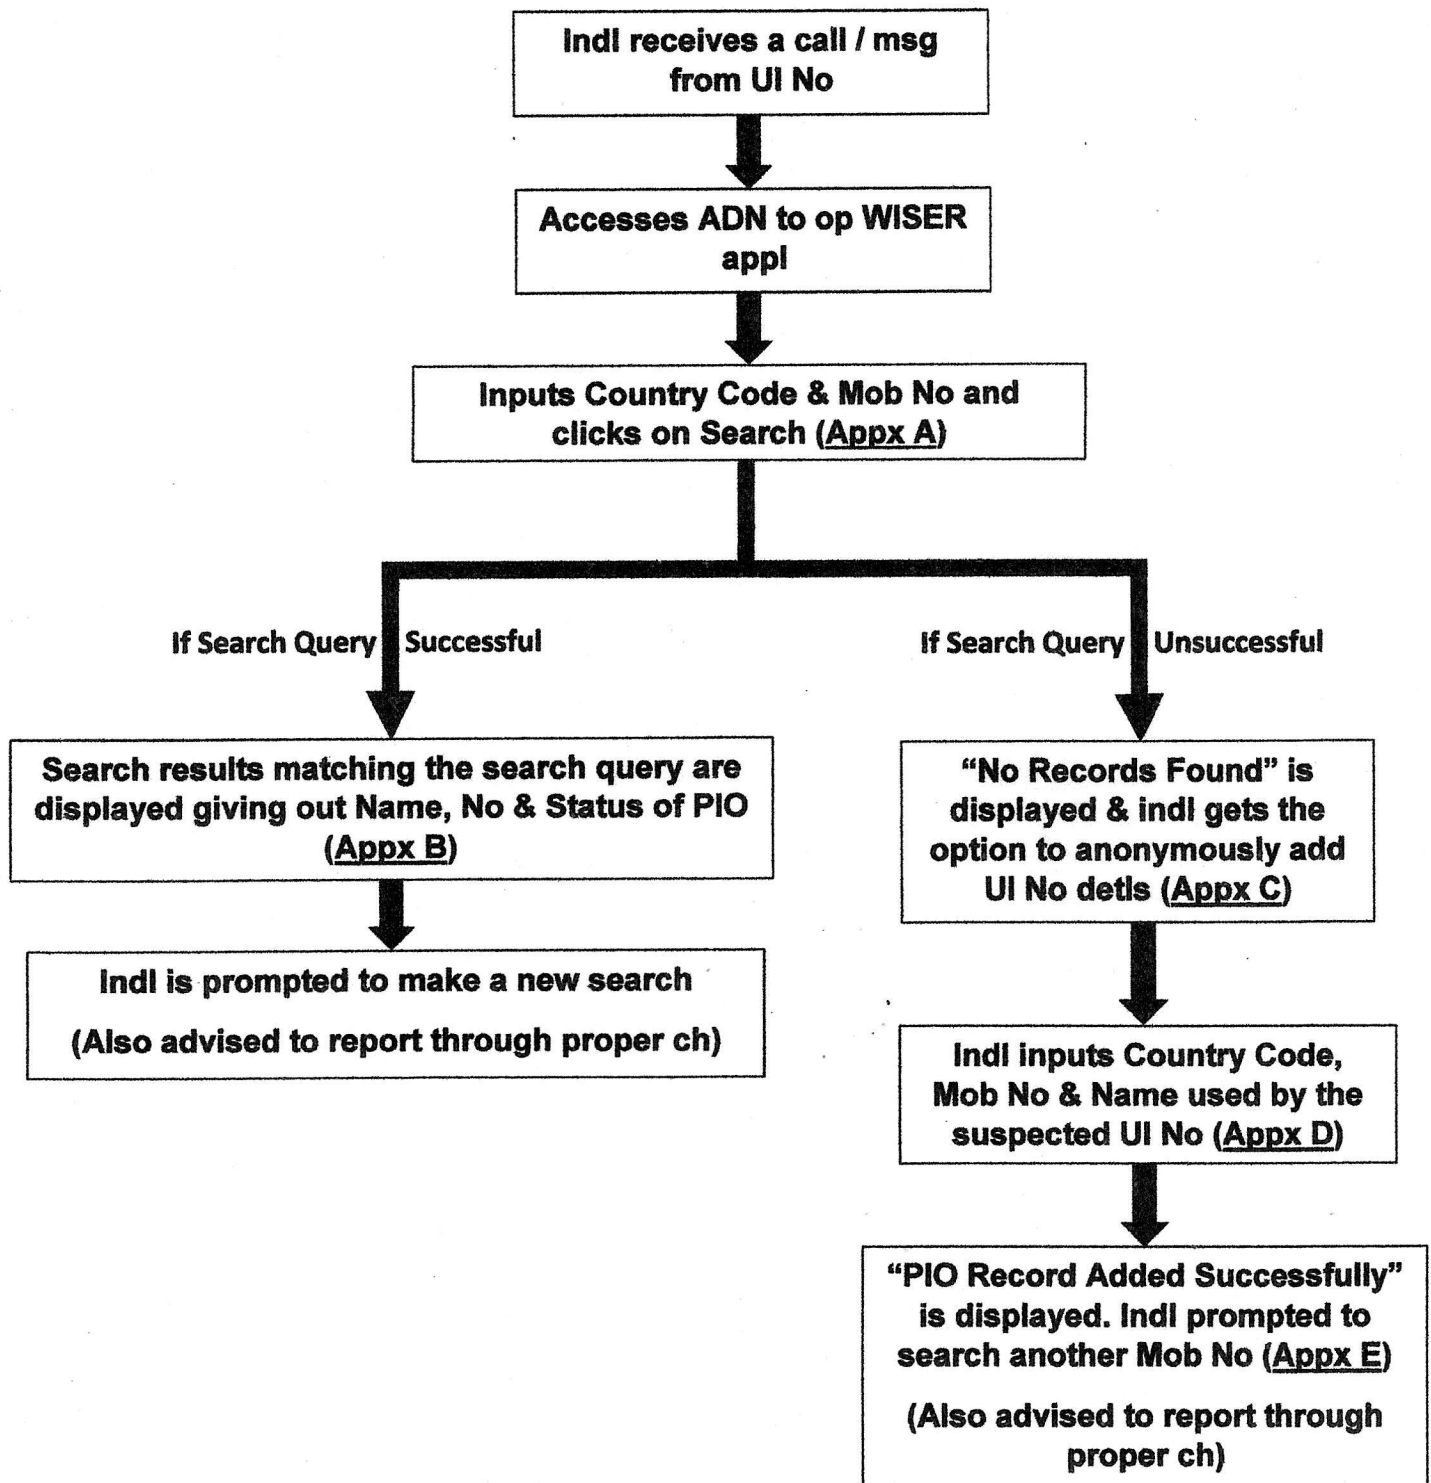 Indl receives a call / msg
from UI No
Accesses ADN to op WISER
appl
Inputs Country Code & Mob No and
clicks on Search (Appx A)
If Search Query Successful
If Search Query Unsuccessful
Search results matching the search query are
displayed giving out Name, No & Status of PIO
(Appx B)
Indl is prompted to make a new search
(Also advised to report through proper ch)
“No Records Found” is
displayed & indl gets the
option to anonymously add
UI No detls (Appx C)
Indl inputs Country Code,
Mob No & Name used by the
suspected UI No (Appx D)
“PIO Record Added Successfully”
is displayed. Indl prompted to
search another Mob No (Appx E)
(Also advised to report through
proper ch)